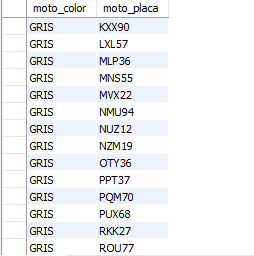 moto_color moto_placa
GRIS KXX90
GRIS LXL57
GRIS MLP36
GRIS MNS55
GRIS MVX22
GRIS NMU94
GRIS NUZ12
GRIS NZM19
GRIS OTY36
GRIS PPT37
GRIS PQM70
GRIS PUX68
GRIS RKK27
GRIS ROU77